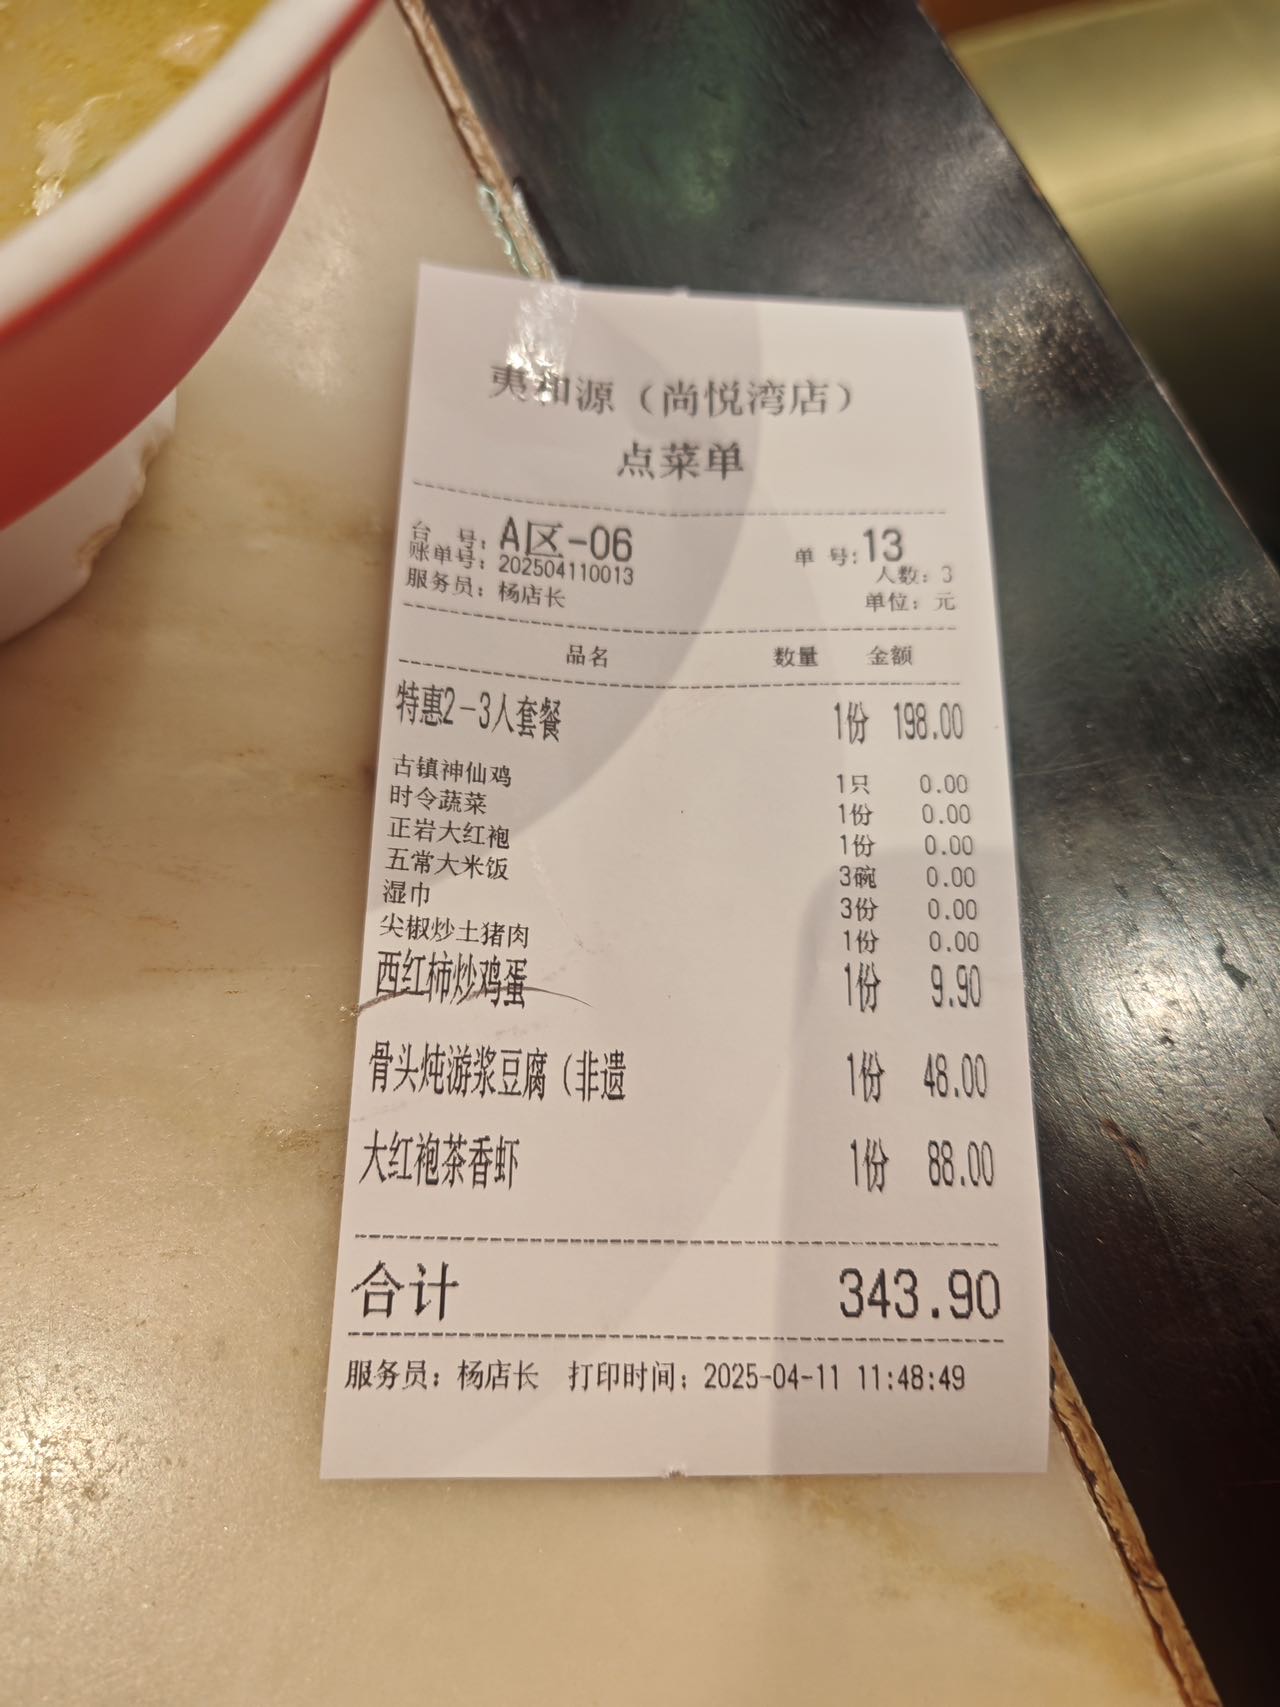 夷和源（尚悦湾店）
点菜单
台 号: A区-06 单 号:13
账单号: 202504110013 人数: 3
服务员: 杨店长 单位: 元
品名 数量 金额
特惠2-3人套餐 1份 198.00
古镇神仙鸡 1只 0.00
时令蔬菜 1份 0.00
正岩大红袍 1份 0.00
五常大米饭 3碗 0.00
湿巾 3份 0.00
尖椒炒土猪肉 1份 0.00
西红柿炒鸡蛋 1份 9.90
骨头炖游浆豆腐（非遗 1份 48.00
大红袍茶香虾 1份 88.00
合计 343.90
服务员: 杨店长 打印时间: 2025-04-11 11:48:49